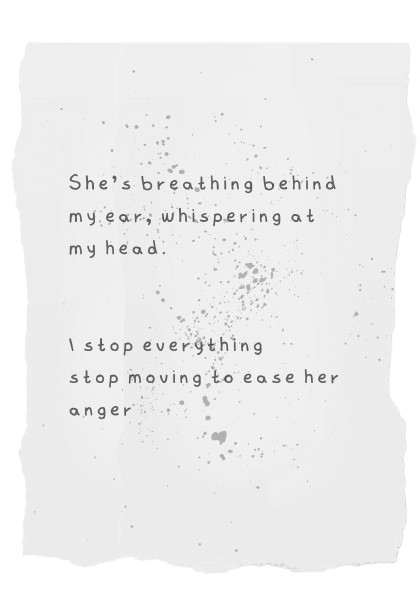 She's breathing behind
my ear, whispering at
my head.
I stop everything
stop moving to ease her
anger